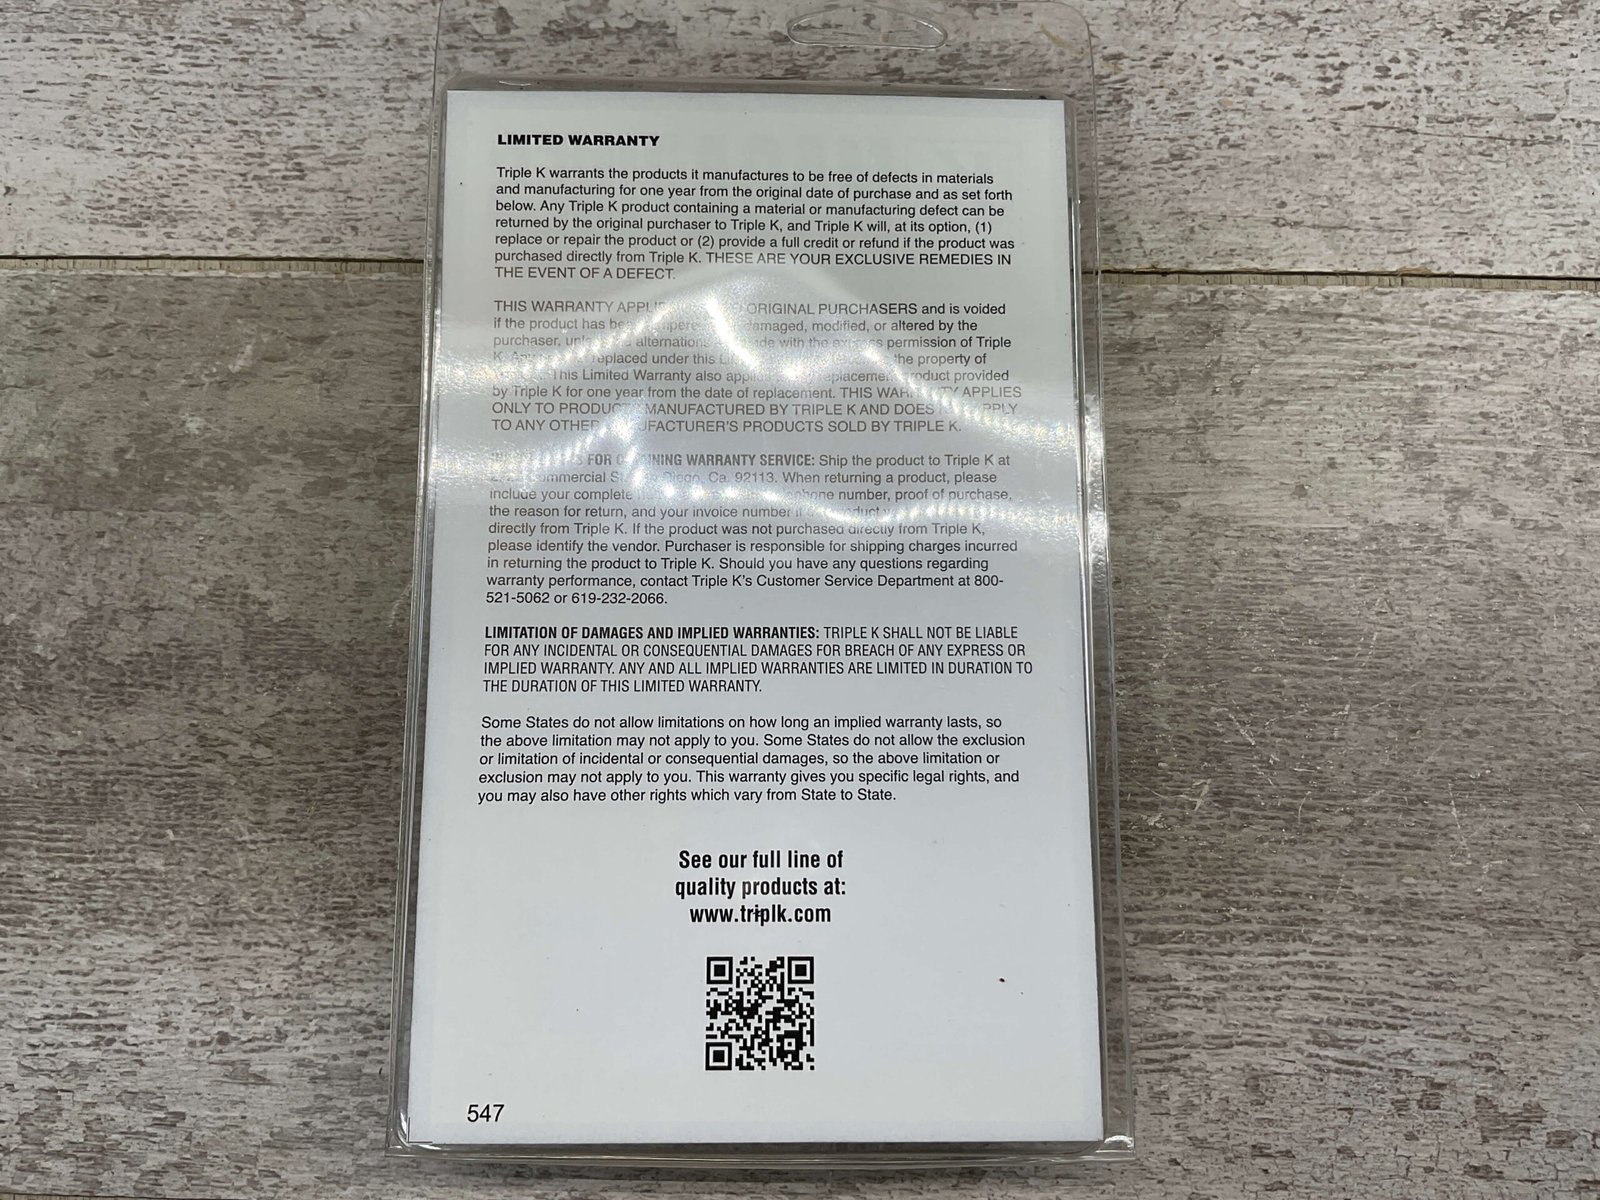 LIMITED WARRANTY
Triple K warrants the products it manufactures to be free of defects in materials
and manufacturing for one year from the original date of purchase and as set forth
below. Any Triple K product containing a material or manufacturing defect can be
returned by the original purchaser to Triple K, and Triple K will, at its option, (1)
replace or repair the product or (2) provide a full credit or refund if the product was
purchased directly from Triple K. THESE ARE YOUR EXCLUSIVE REMEDIES IN
THE EVENT OF A DEFECT.
THIS WARRANTY ORIGINAL PURCHASERS and is voided
if the product has damaged, modified, or altered by the
purchaser, alternations with the express permission of Triple
K. replaced under this the property of
This Limited Warranty also product provided
by Triple K for one year from the date of replacement. THIS WARRANTY APPLIES
ONLY TO PRODUCTS MANUFACTURED BY TRIPLE K AND DOES APPLY
TO ANY OTHER MANUFACTURER'S PRODUCTS SOLD BY TRIPLE K.
FOR OBTAINING WARRANTY SERVICE: Ship the product to Triple K at
Commercial Diego, Ca. 92113. When returning a product, please
include your complete number, proof of purchase,
the reason for return, and your invoice number product
directly from Triple K. If the product was not purchased directly from Triple K,
please identify the vendor. Purchaser is responsible for shipping charges incurred
in returning the product to Triple K. Should you have any questions regarding
warranty performance, contact Triple K's Customer Service Department at 800-
521-5062 or 619-232-2066.
LIMITATION OF DAMAGES AND IMPLIED WARRANTIES: TRIPLE K SHALL NOT BE LIABLE
FOR ANY INCIDENTAL OR CONSEQUENTIAL DAMAGES FOR BREACH OF ANY EXPRESS OR
IMPLIED WARRANTY. ANY AND ALL IMPLIED WARRANTIES ARE LIMITED IN DURATION TO
THE DURATION OF THIS LIMITED WARRANTY.
Some States do not allow limitations on how long an implied warranty lasts, so
the above limitation may not apply to you. Some States do not allow the exclusion
or limitation of incidental or consequential damages, so the above limitation or
exclusion may not apply to you. This warranty gives you specific legal rights, and
you may also have other rights which vary from State to State.
See our full line of
quality products at:
www.triplk.com
547